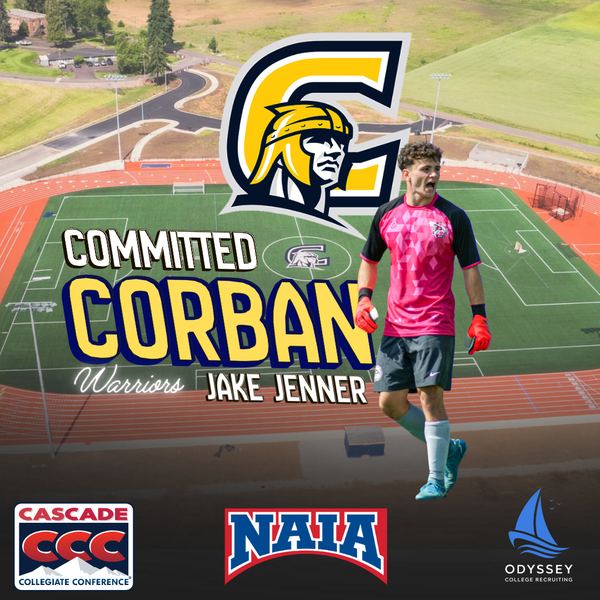 COMMITTED
CORBAN
Warriors
JAKE JENNER
CASCADE
CCC
COLLEGIATE CONFERENCE
NAIA
ODYSSEY
COLLEGE RECRUITING